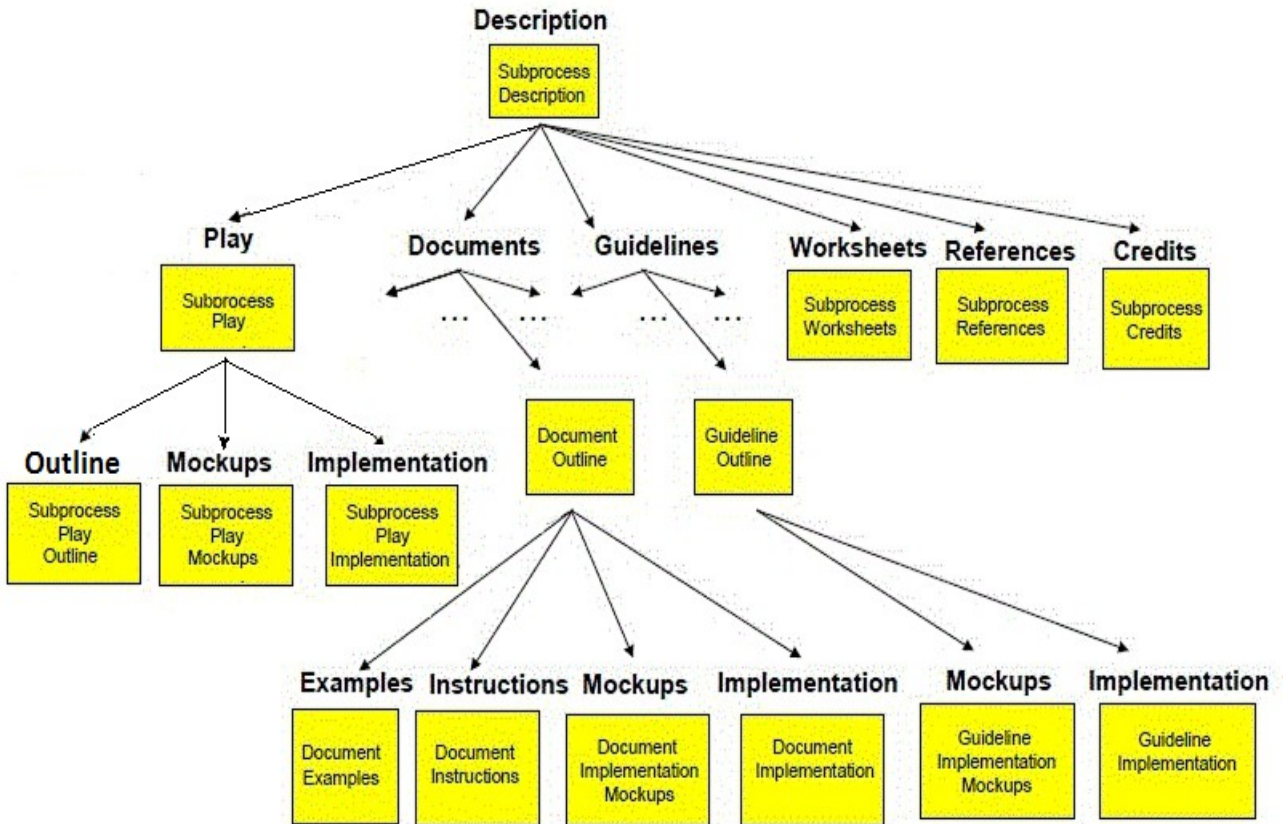 Description
Subprocess
Description
Play
Documents
Guidelines
Worksheets
References
Credits
Subprocess
Play
... ... ... ...
Subprocess
Worksheets
Subprocess
References
Subprocess
Credits
Document
Outline
Guideline
Outline
Outline
Mockups
Implementation
Subprocess
Play
Outline
Subprocess
Play
Mockups
Subprocess
Play
Implementation
Examples
Instructions
Mockups
Implementation
Mockups
Implementation
Document
Examples
Document
Instructions
Document
Implementation
Mockups
Document
Implementation
Guideline
Implementation
Mockups
Guideline
Implementation